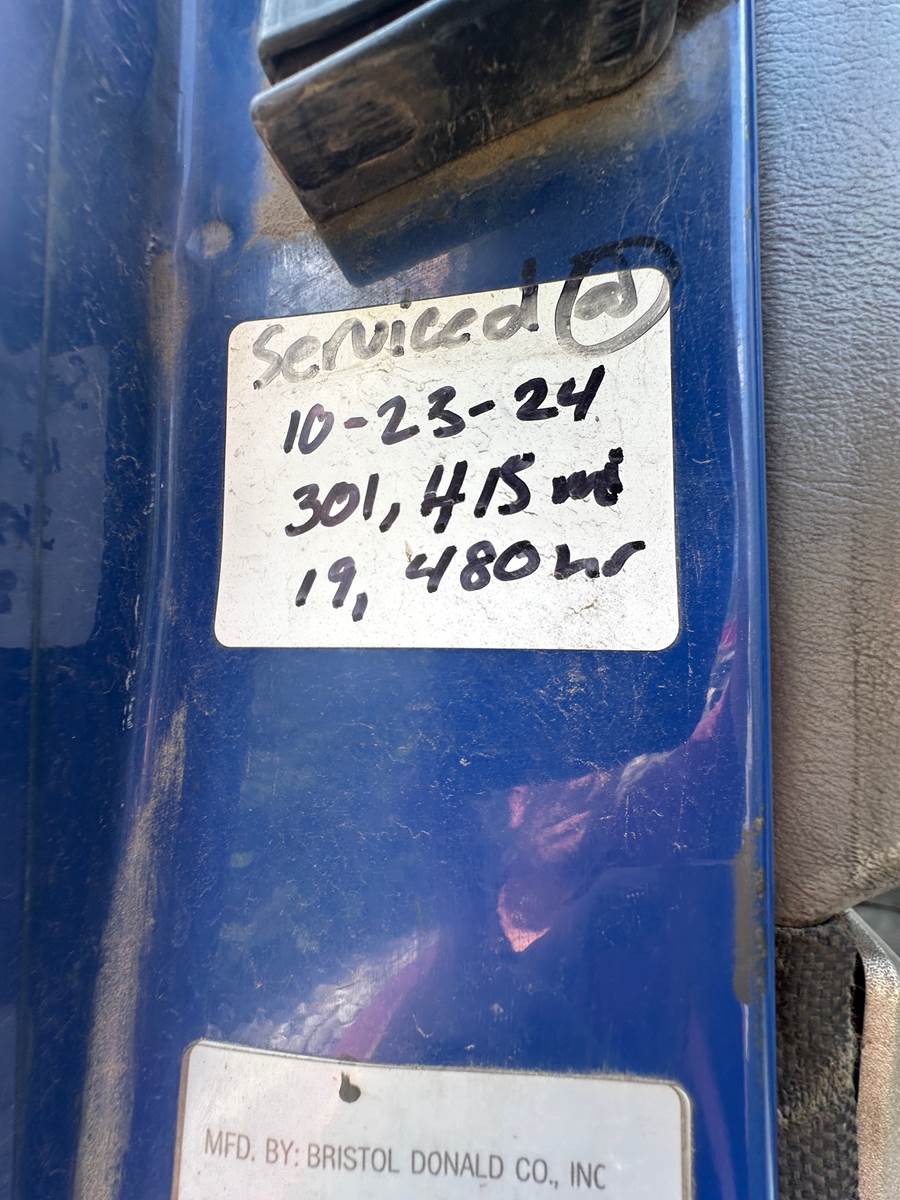 Serviced @
10-23-24
301,415 mi
19,480 hr
MFD. BY: BRISTOL DONALD CO., INC